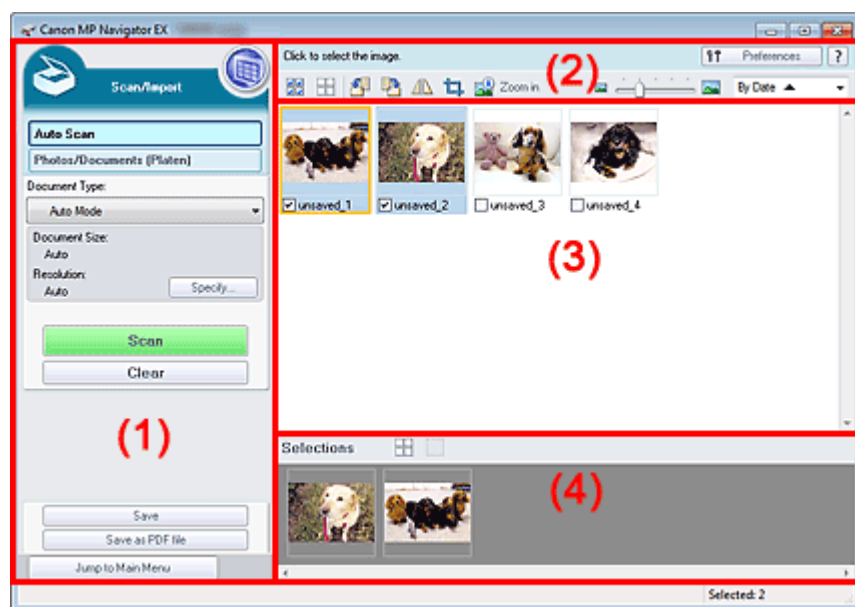 Canon MP Navigator EX
Scan/Import
Auto Scan
Photos/Documents (Platen)
Document Type:
Auto Mode
Document Size:
Auto
Resolution:
Auto
Specify...
Scan
Clear
(1)
Save
Save as PDF file
Jump to Main Menu
Click to select the image.
Preferences
?
(2)
Zoom in
By Date
unsaved_1
unsaved_2
unsaved_3
unsaved_4
(3)
Selections
(4)
Selected: 2